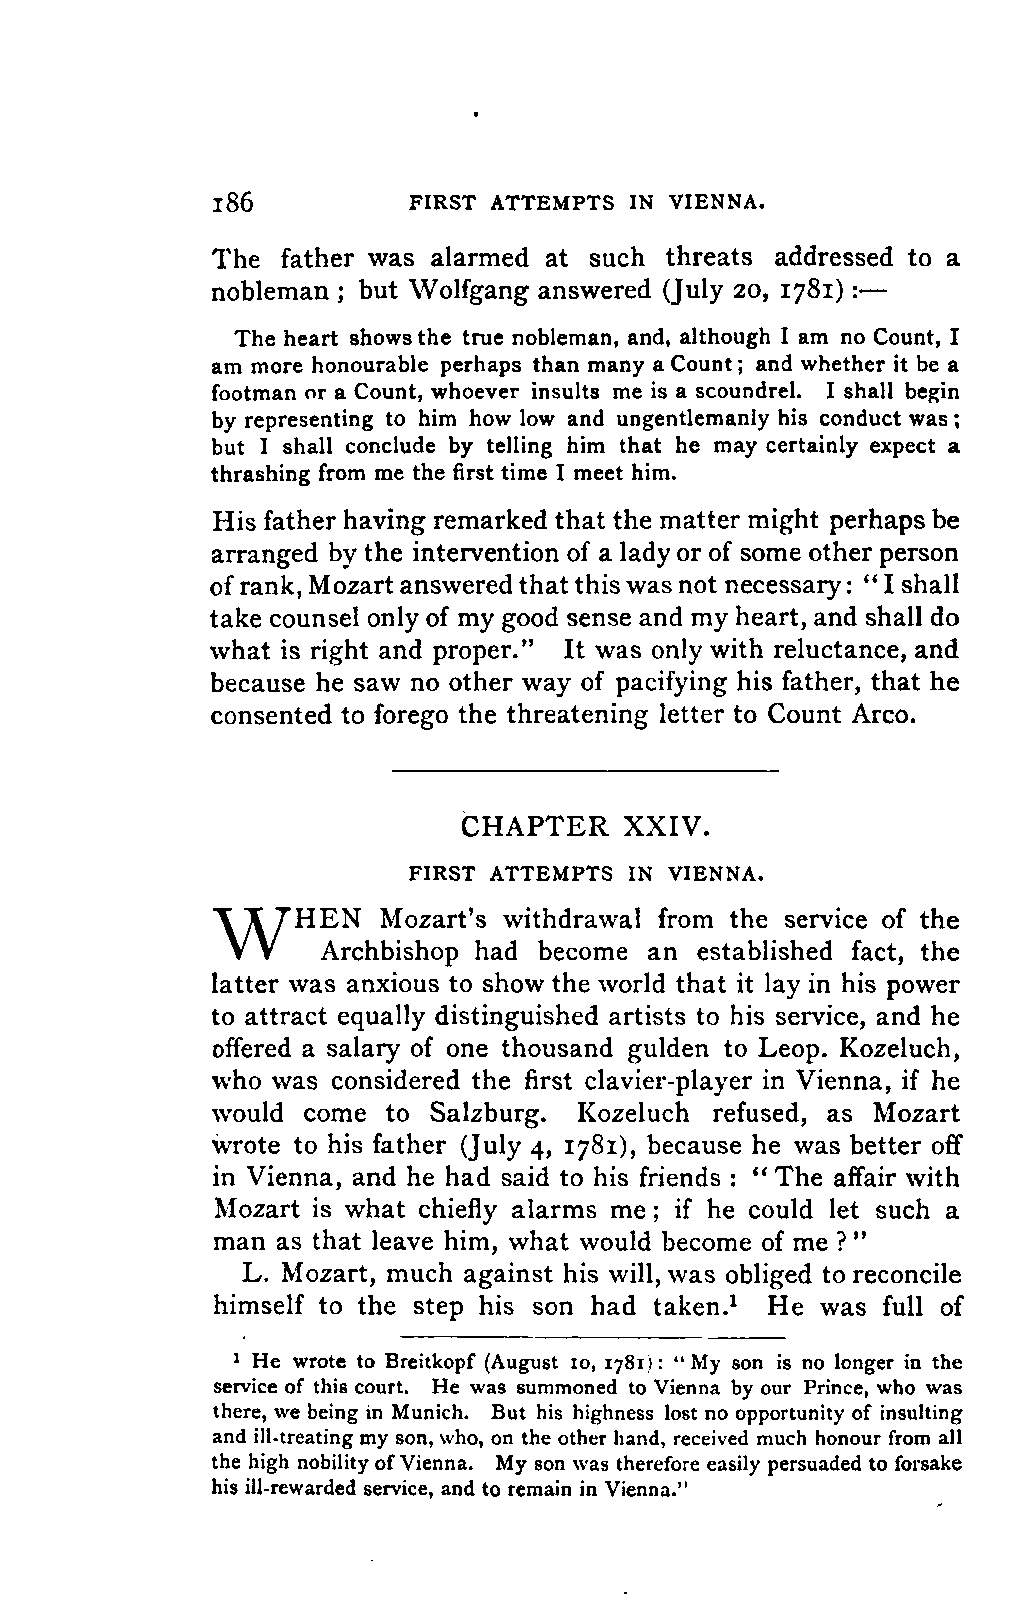 186 FIRST ATTEMPTS IN VIENNA.
The father was alarmed at such threats addressed to a
nobleman ; but Wolfgang answered (July 20, 1781) :—
The heart shows the true nobleman, and, although I am no Count, I
am more honourable perhaps than many a Count ; and whether it be a
footman or a Count, whoever insults me is a scoundrel. I shall begin
by representing to him how low and ungentlemanly his conduct was ;
but I shall conclude by telling him that he may certainly expect a
thrashing from me the first time I meet him.
His father having remarked that the matter might perhaps be
arranged by the intervention of a lady or of some other person
of rank, Mozart answered that this was not necessary : “ I shall
take counsel only of my good sense and my heart, and shall do
what is right and proper.” It was only with reluctance, and
because he saw no other way of pacifying his father, that he
consented to forego the threatening letter to Count Arco.
CHAPTER XXIV.
FIRST ATTEMPTS IN VIENNA.
WHEN Mozart’s withdrawal from the service of the
Archbishop had become an established fact, the
latter was anxious to show the world that it lay in his power
to attract equally distinguished artists to his service, and he
offered a salary of one thousand gulden to Leop. Kozeluch,
who was considered the first clavier-player in Vienna, if he
would come to Salzburg. Kozeluch refused, as Mozart
wrote to his father (July 4, 1781), because he was better off
in Vienna, and he had said to his friends : “ The affair with
Mozart is what chiefly alarms me ; if he could let such a
man as that leave him, what would become of me ? ”
L. Mozart, much against his will, was obliged to reconcile
himself to the step his son had taken.¹ He was full of
¹ He wrote to Breitkopf (August 10, 1781) : “ My son is no longer in the
service of this court. He was summoned to Vienna by our Prince, who was
there, we being in Munich. But his highness lost no opportunity of insulting
and ill-treating my son, who, on the other hand, received much honour from all
the high nobility of Vienna. My son was therefore easily persuaded to forsake
his ill-rewarded service, and to remain in Vienna.”